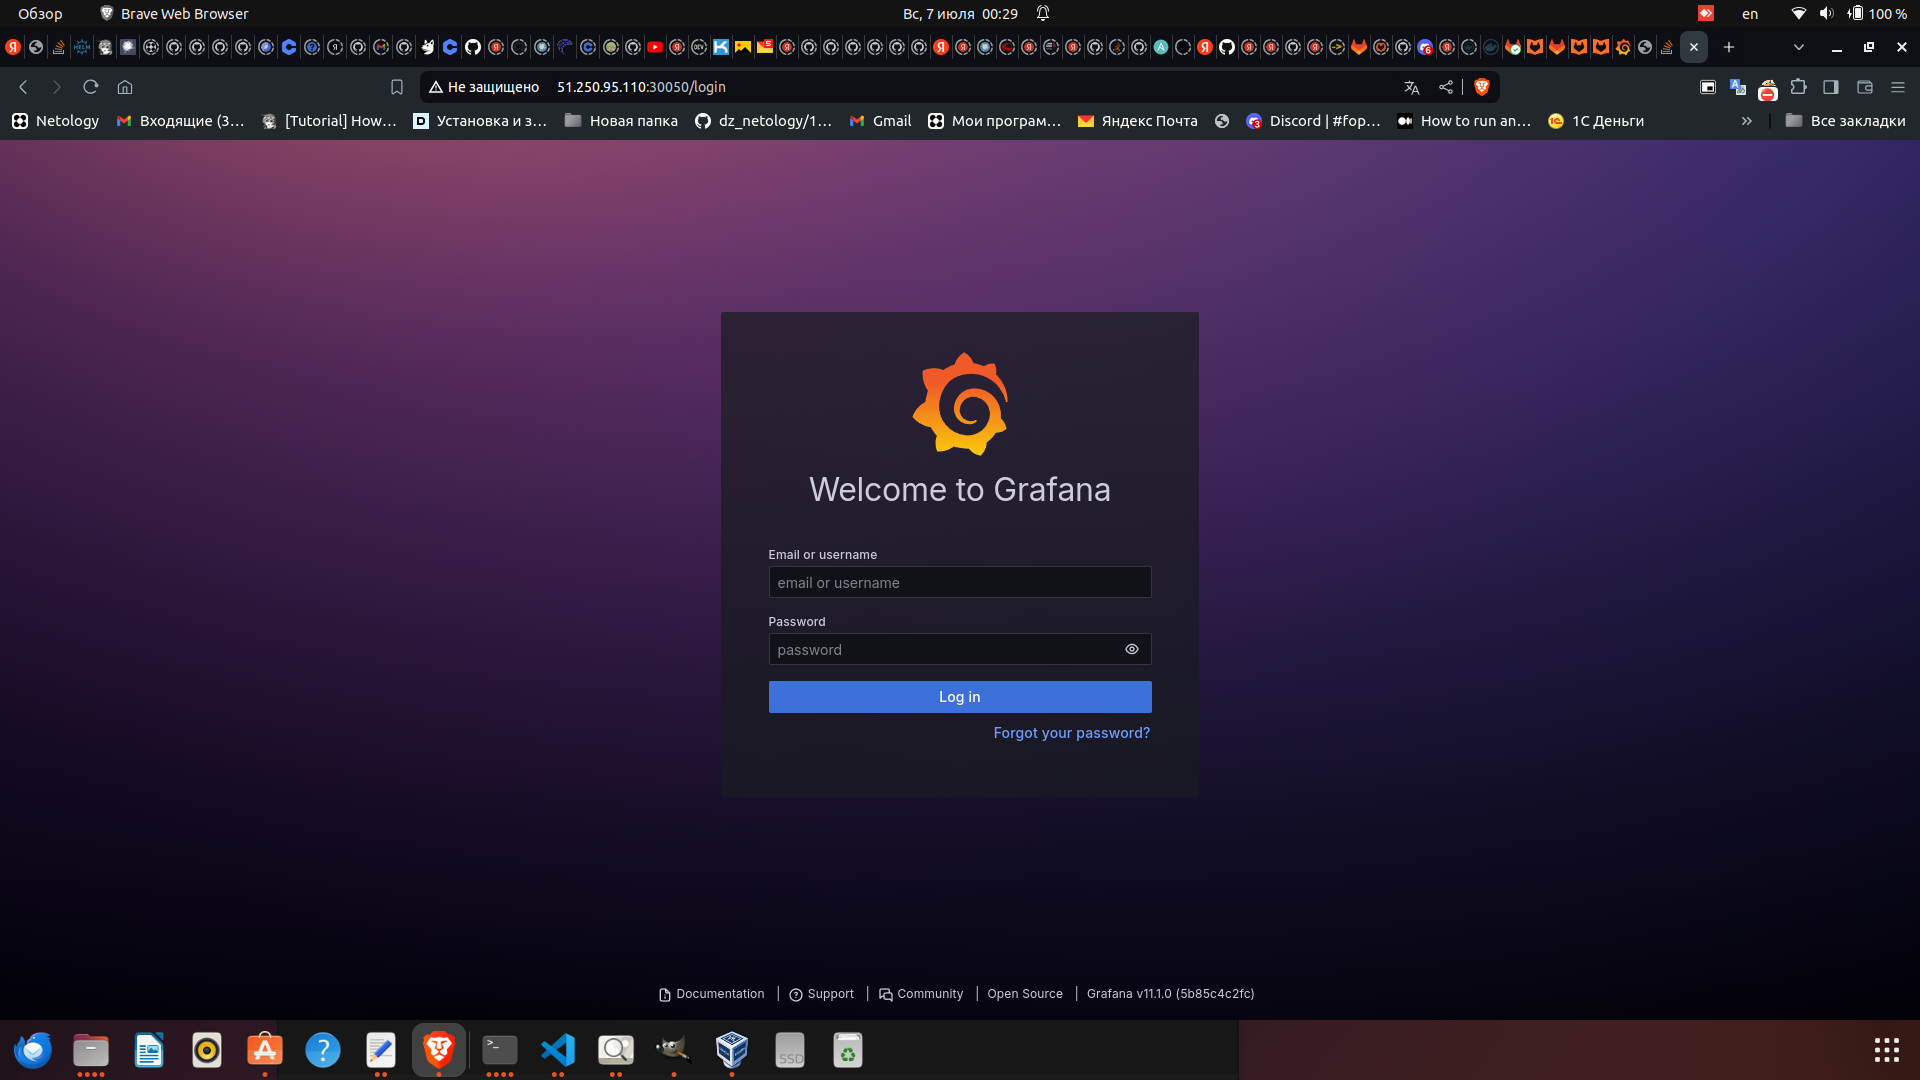 Обзор Brave Web Browser Вс, 7 июля 00:29 en 100 %
Не защищено 51.250.95.110:30050/login
Netology Входящие (3… [Tutorial] How… Установка и з… Новая папка dz_netology/1… Gmail Мои програм… Яндекс Почта Discord | #fop… How to run an… 1С Деньги » Все закладки
Welcome to Grafana
Email or username
email or username
Password
password
Log in
Forgot your password?
Documentation | Support | Community | Open Source | Grafana v11.1.0 (5b85c4c2fc)
SSD